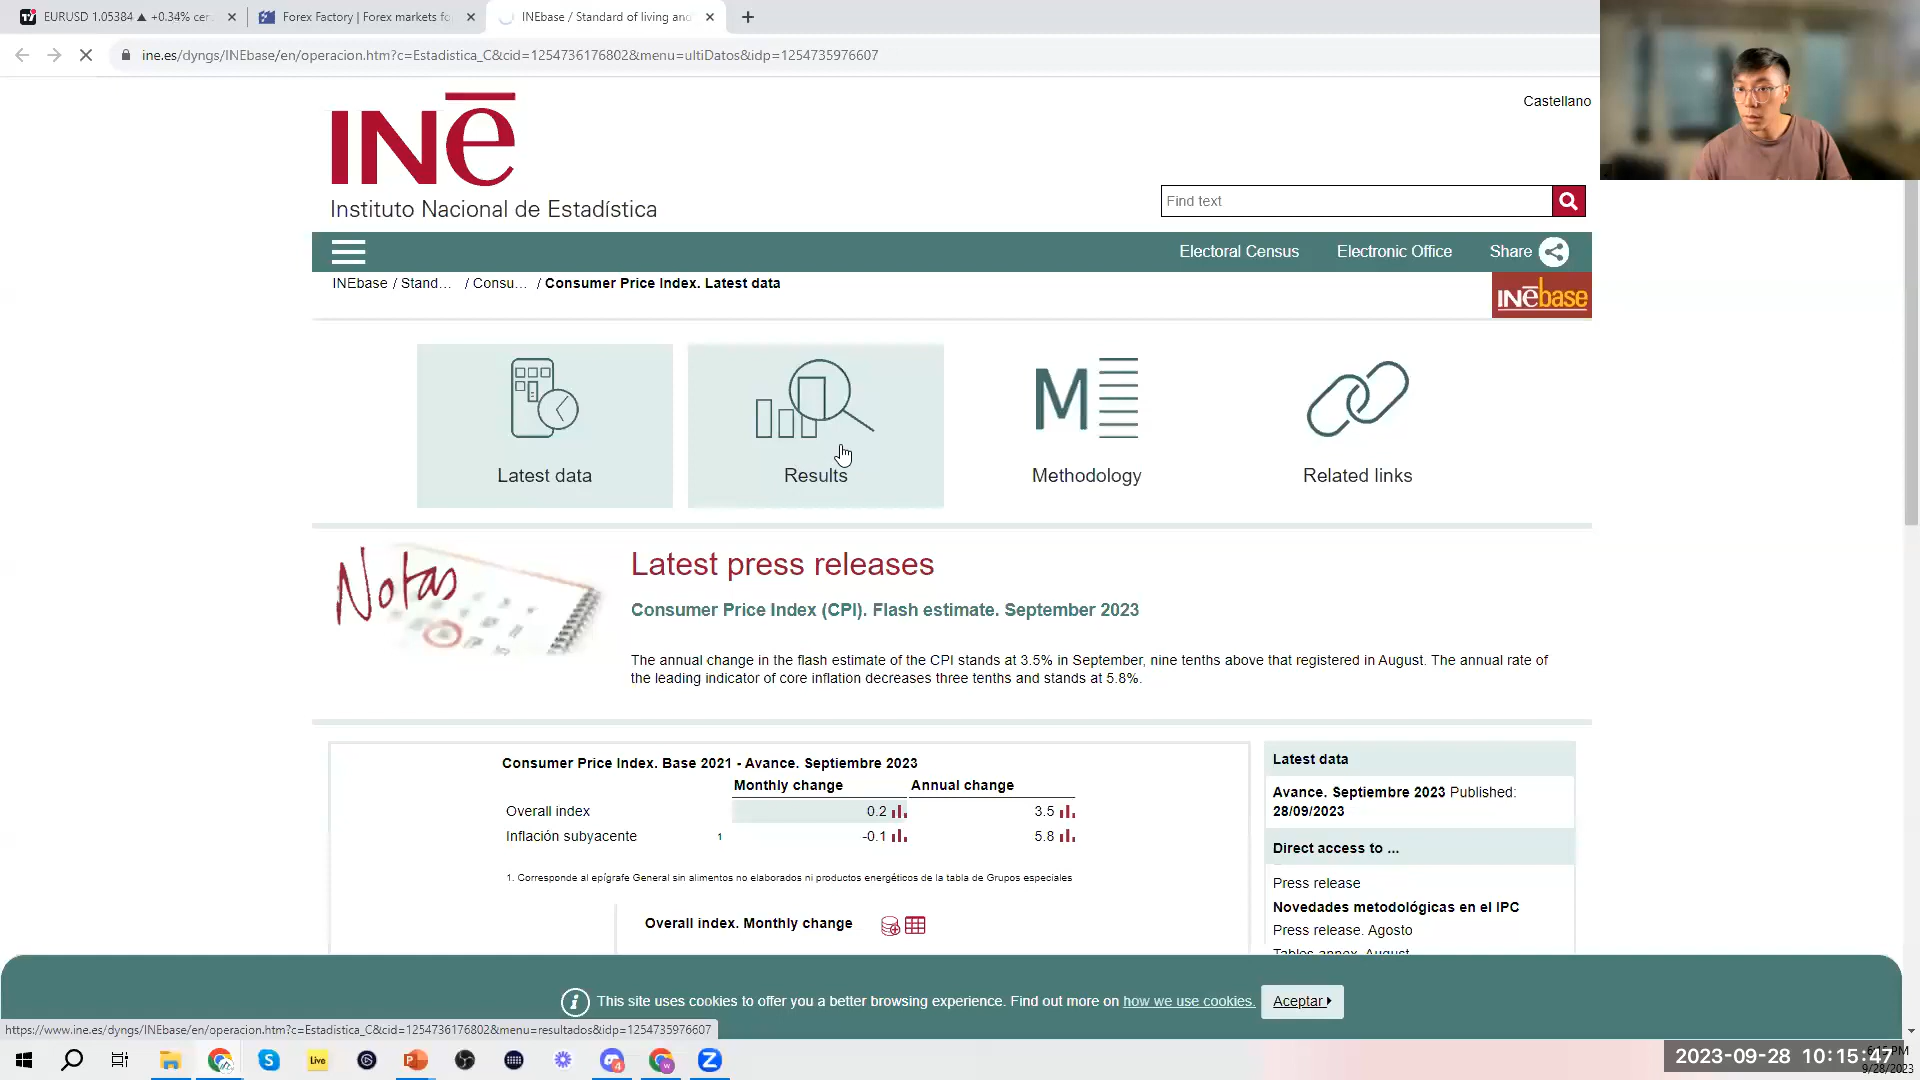 EURUSD 1.05384 ▲ +0.34%
Forex Factory | Forex markets fo
INEbase / Standard of living and
ine.es/dyngs/INEbase/en/operacion.htm?c=Estadistica_C&cid=1254736176802&menu=ultiDatos&idp=1254735976607
Castellano
INe
Instituto Nacional de Estadística
Find text
Electoral Census Electronic Office Share
INEbase / Stand... / Consu... / Consumer Price Index. Latest data
INebase
Latest data
Results
Methodology
Related links
Notas
Latest press releases
Consumer Price Index (CPI). Flash estimate. September 2023
The annual change in the flash estimate of the CPI stands at 3.5% in September, nine tenths above that registered in August. The annual rate of
the leading indicator of core inflation decreases three tenths and stands at 5.8%.
Consumer Price Index. Base 2021 - Avance. Septiembre 2023
Monthly change Annual change
Overall index 0.2 3.5
Inflación subyacente 1 -0.1 5.8
1. Corresponde al epígrafe General sin alimentos no elaborados ni productos energéticos de la tabla de Grupos especiales
Overall index. Monthly change
Latest data
Avance. Septiembre 2023 Published:
28/09/2023
Direct access to ...
Press release
Novedades metodológicas en el IPC
Press release. Agosto
Tables annex. August
This site uses cookies to offer you a better browsing experience. Find out more on how we use cookies. Aceptar
https://www.ine.es/dyngs/INEbase/en/operacion.htm?c=Estadistica_C&cid=1254736176802&menu=resultados&idp=1254735976607
Live
2023-09-28 10:15:47
PM
9/28/2023